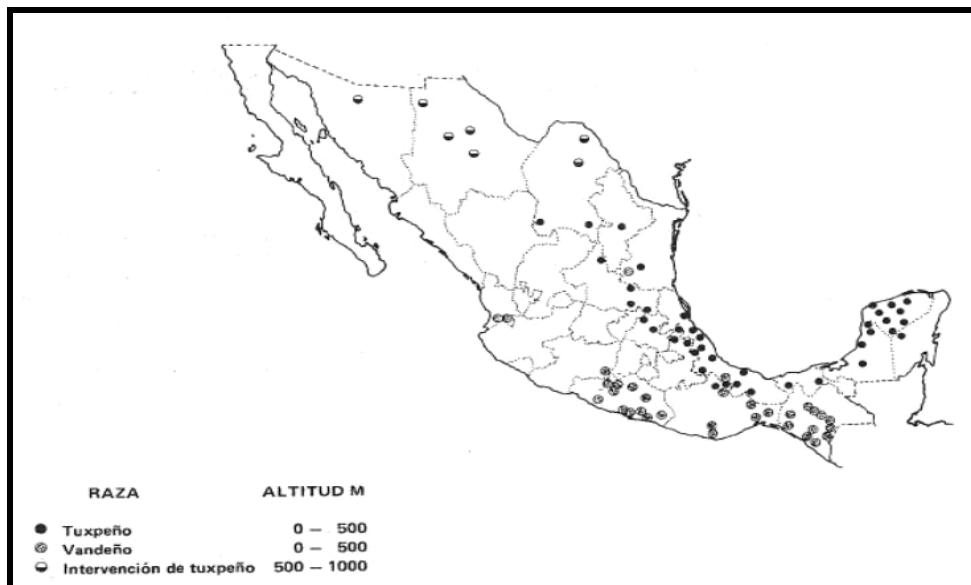 RAZA ALTITUD M
Tuxpeño 0 – 500
Vandeño 0 – 500
Intervención de tuxpeño 500 – 1000